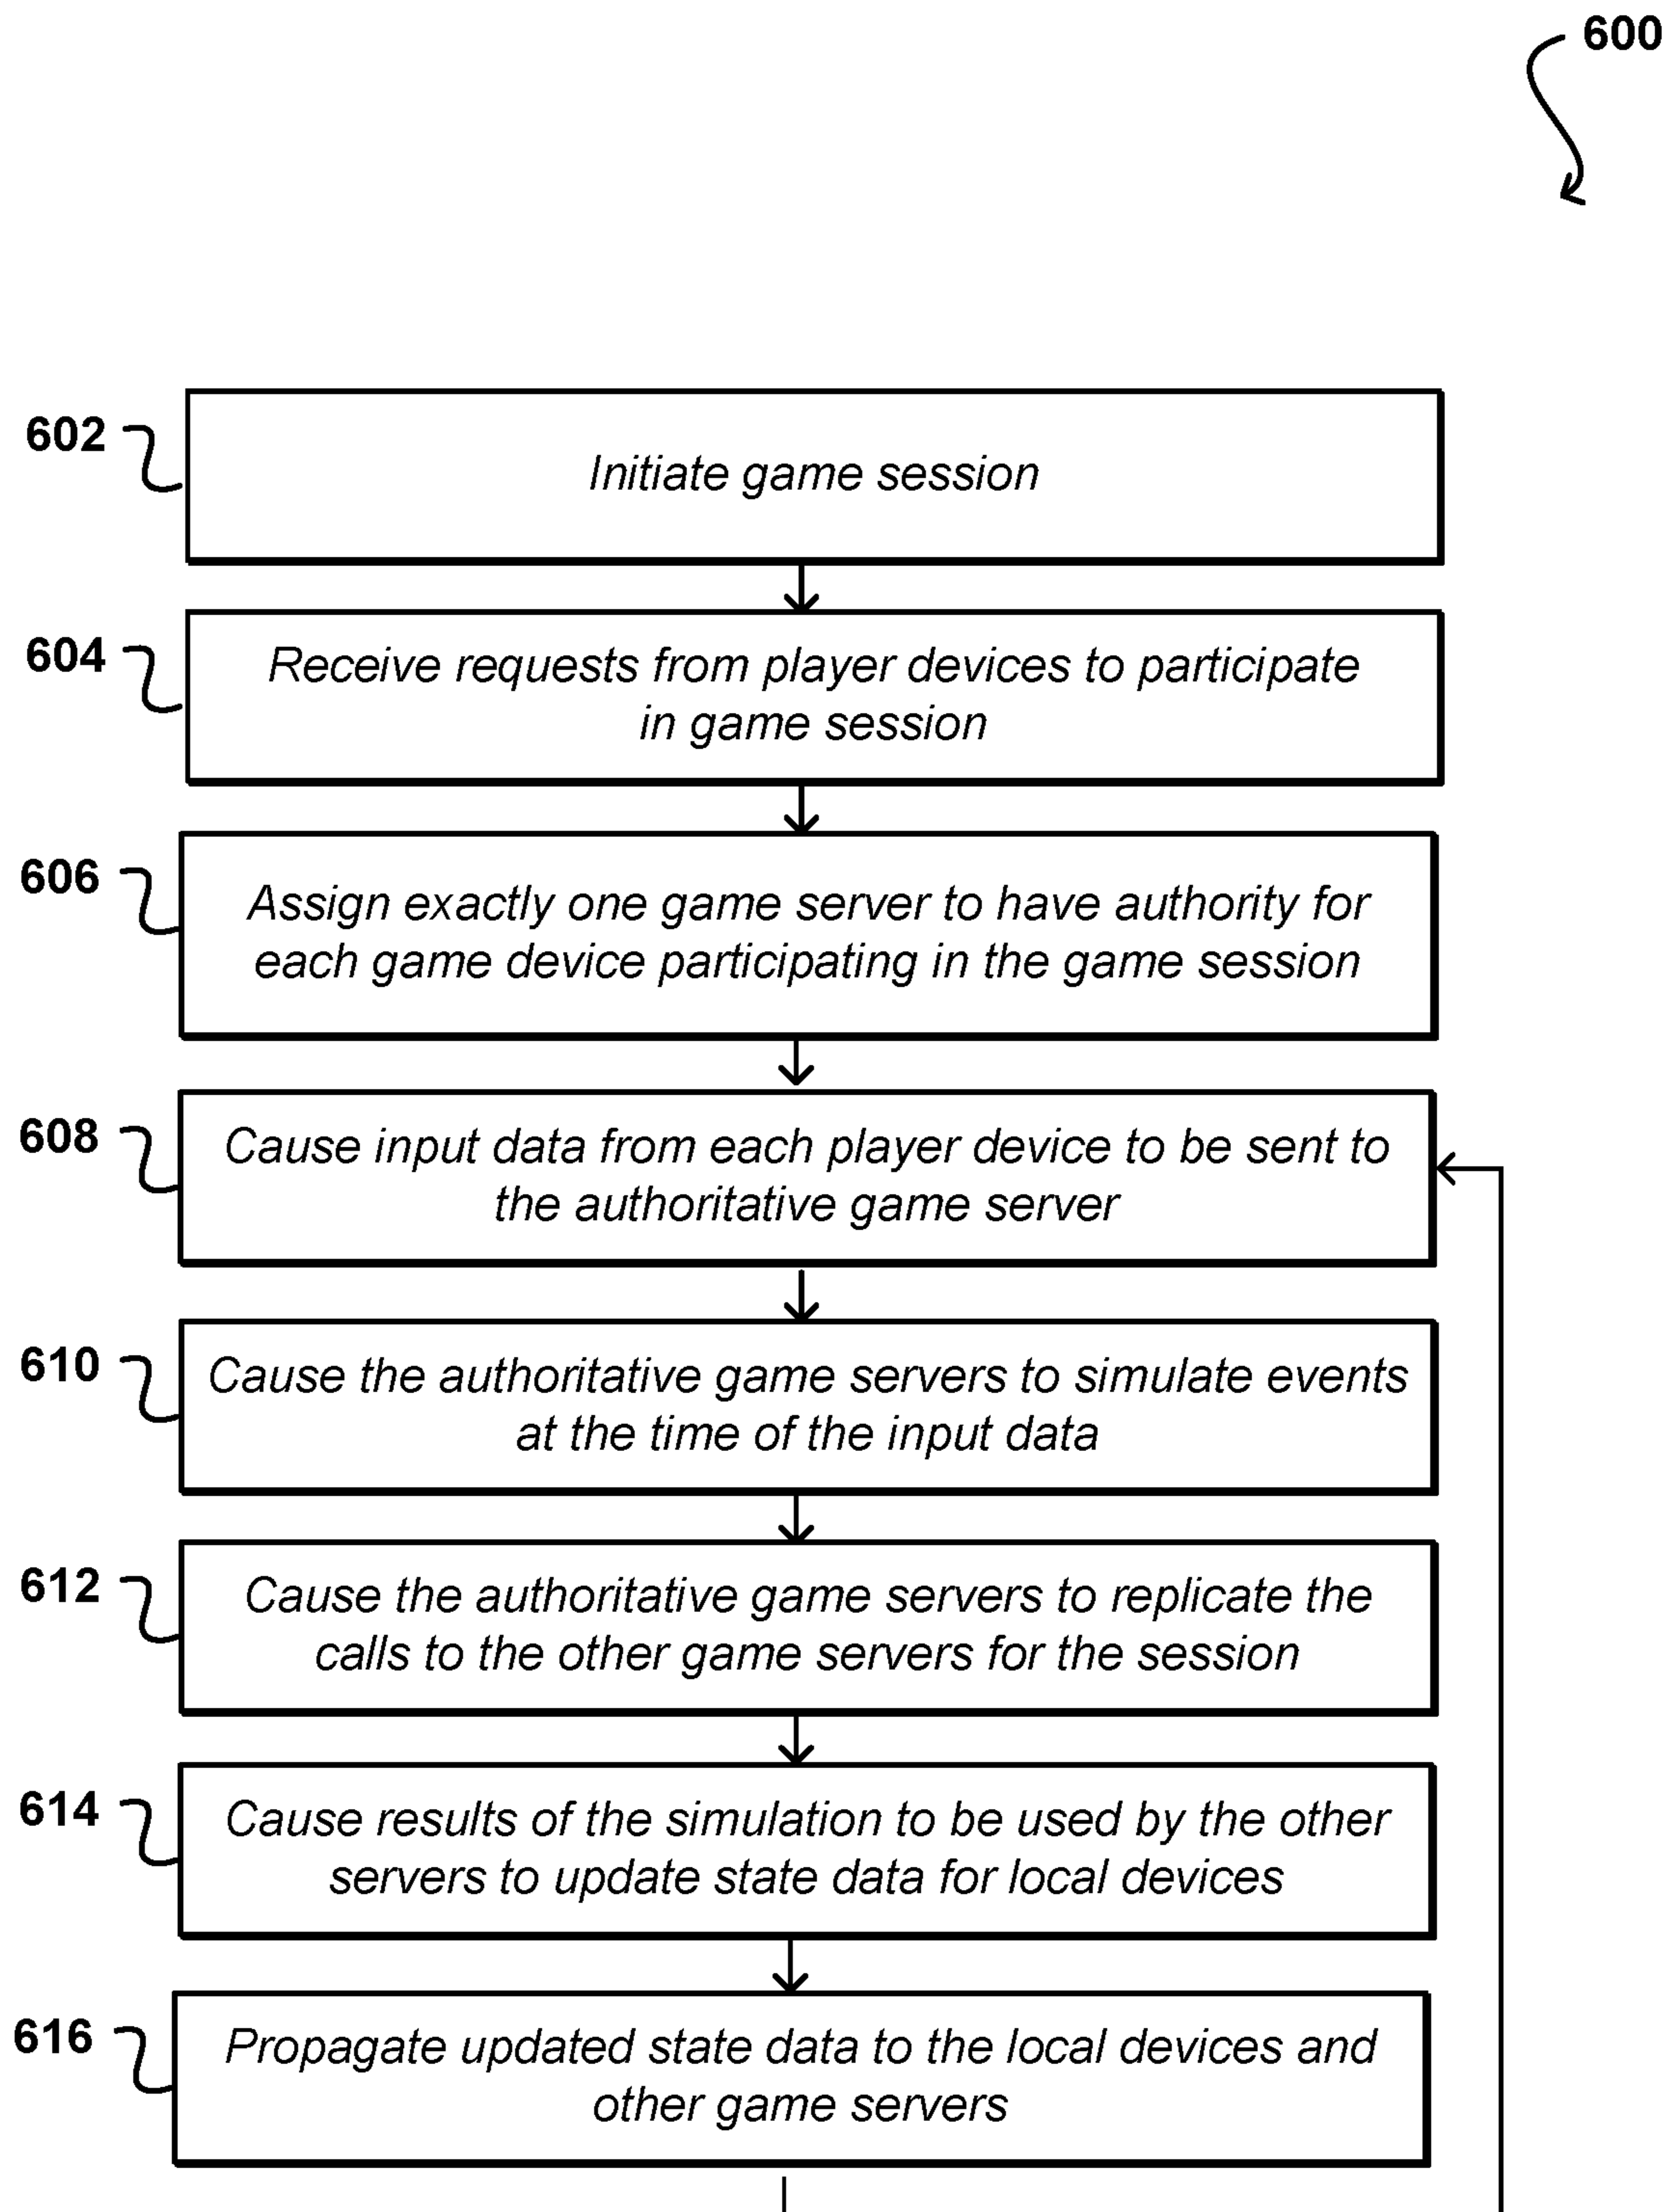 600
602
Initiate game session
604
Receive requests from player devices to participate
in game session
606
Assign exactly one game server to have authority for
each game device participating in the game session
608
Cause input data from each player device to be sent to
the authoritative game server
610
Cause the authoritative game servers to simulate events
at the time of the input data
612
Cause the authoritative game servers to replicate the
calls to the other game servers for the session
614
Cause results of the simulation to be used by the other
servers to update state data for local devices
616
Propagate updated state data to the local devices and
other game servers